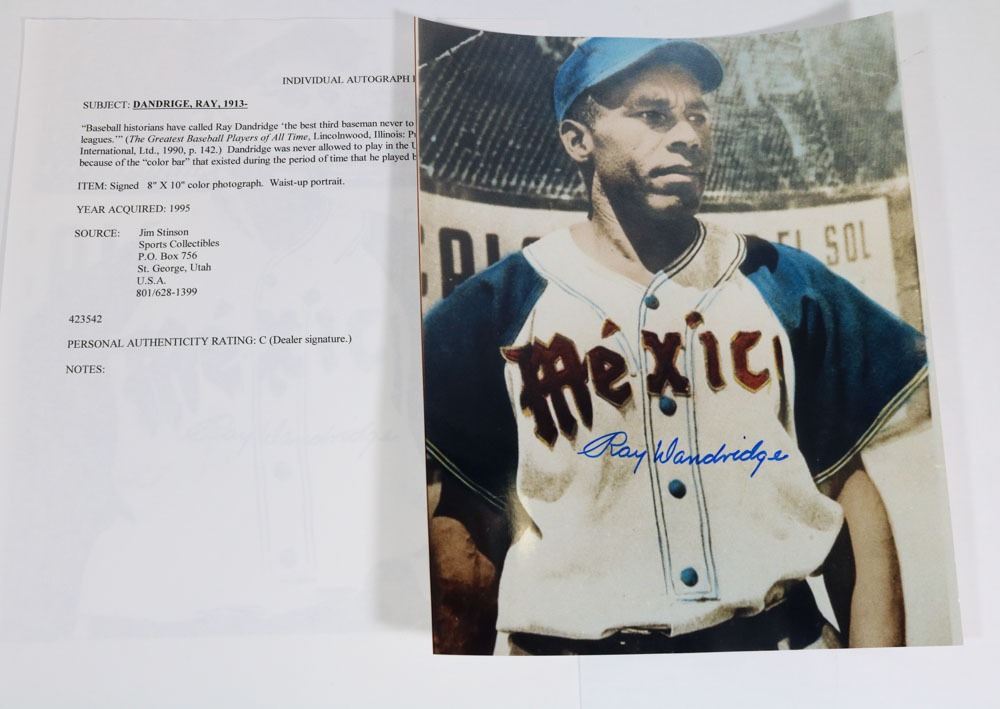 INDIVIDUAL AUTOGRAPH
SUBJECT: DANDRIGE, RAY, 1913-
“Baseball historians have called Ray Dandridge ‘the best third baseman never to
leagues.’” (The Greatest Baseball Players of All Time, Lincolnwood, Illinois:
International, Ltd., 1990, p. 142.) Dandridge was never allowed to play in the
because of the “color bar” that existed during the period of time that he played
ITEM: Signed 8" X 10" color photograph. Waist-up portrait.
YEAR ACQUIRED: 1995
SOURCE: Jim Stinson
Sports Collectibles
P.O. Box 756
St. George, Utah
U.S.A.
801/628-1399
423542
PERSONAL AUTHENTICITY RATING: C (Dealer signature.)
NOTES:
EL SOL
México
Ray Dandridge